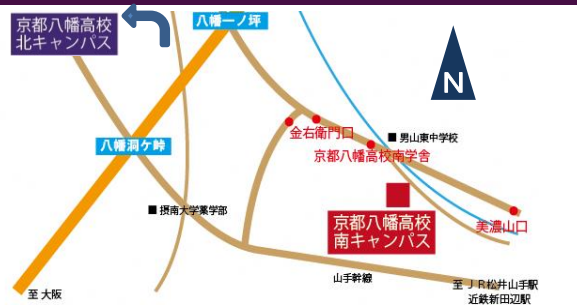 京都八幡高校
北キャンパス
八幡一ノ坪
N
金右衛門口
男山東中学校
京都八幡高校南学舎
八幡洞ケ峠
摂南大学薬学部
京都八幡高校
南キャンパス
美濃山口
山手幹線
至 大阪
至 JR松井山手駅
近鉄新田辺駅